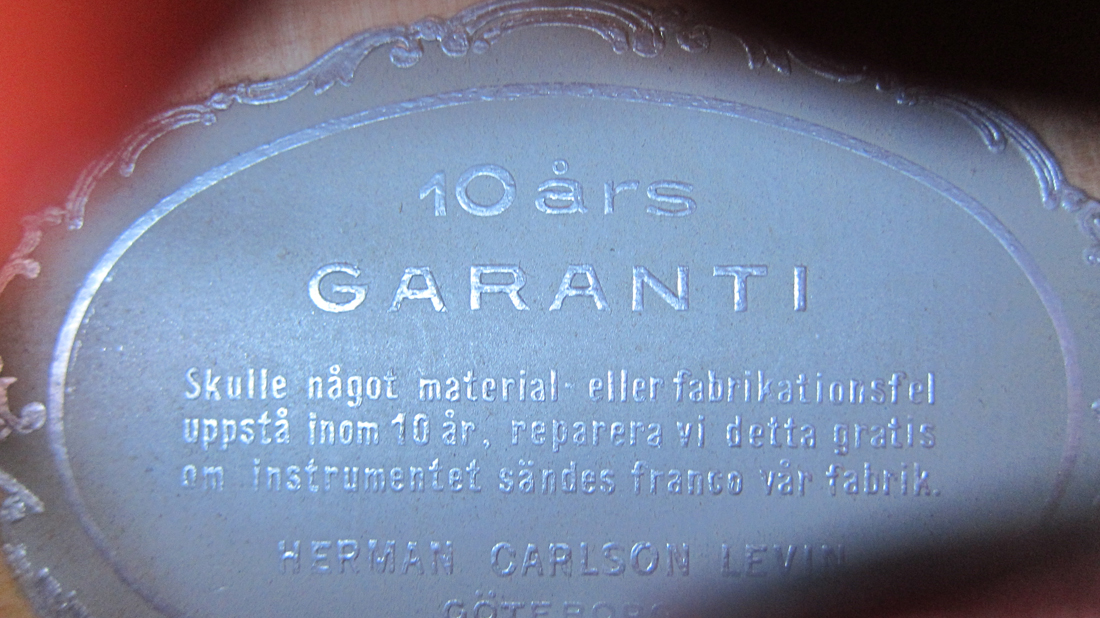 10 års
GARANTI
Skulle något material- eller fabrikationsfel
uppstå inom 10 år, reparera vi detta gratis
om instrumentet sändes franco vår fabrik.
HERMAN CARLSON LEVIN
GÖTEBORG